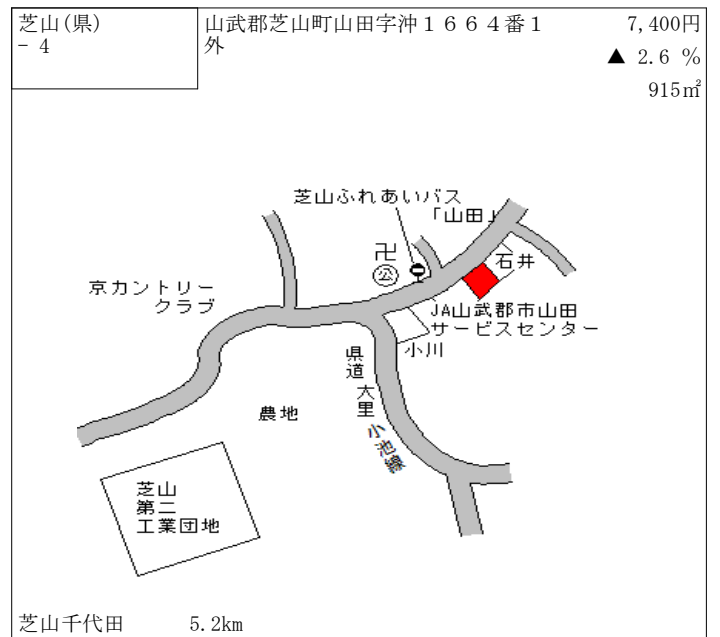 芝山(県)
- 4
山武郡芝山町山田字沖１６６４番１
外
7,400円
▲ 2.6 %
915㎡
芝山ふれあいバス
「山田」
卍
公
石井
京カントリー
クラブ
JA山武郡市山田
サービスセンター
小川
県道 大里 小池線
農地
芝山
第二
工業団地
芝山千代田 5.2km